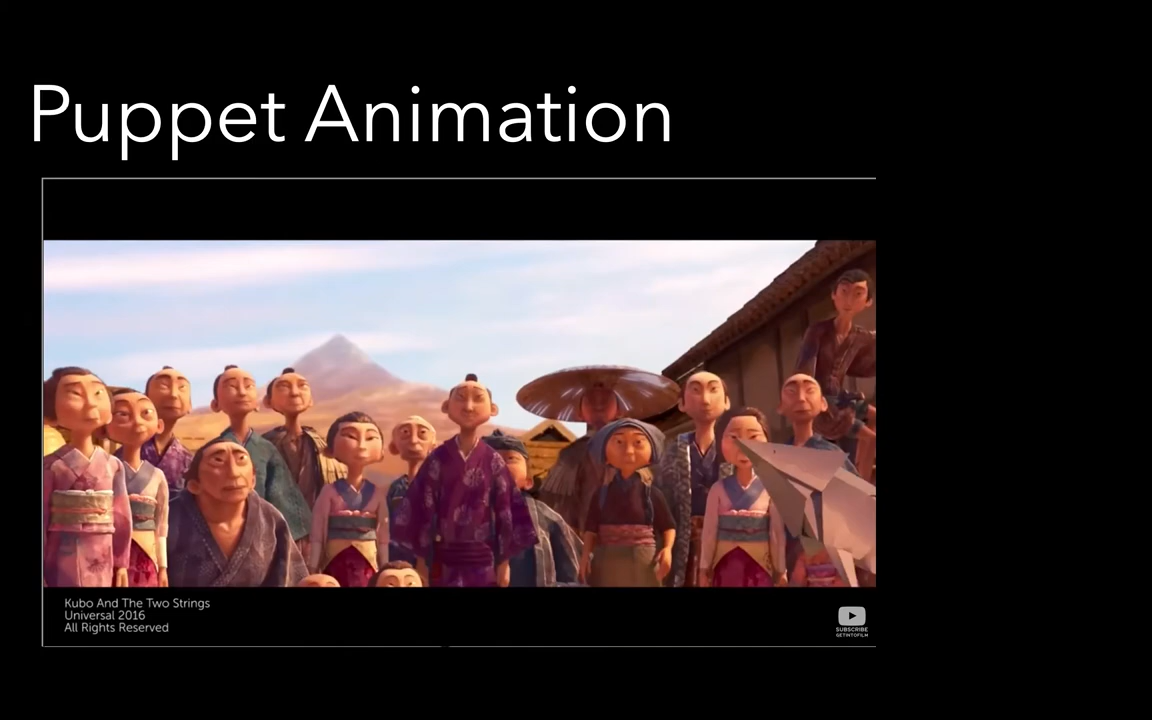 Puppet Animation
Kubo And The Two Strings
Universal 2016
All Rights Reserved
SUBSCRIBE
GETINTOFILM